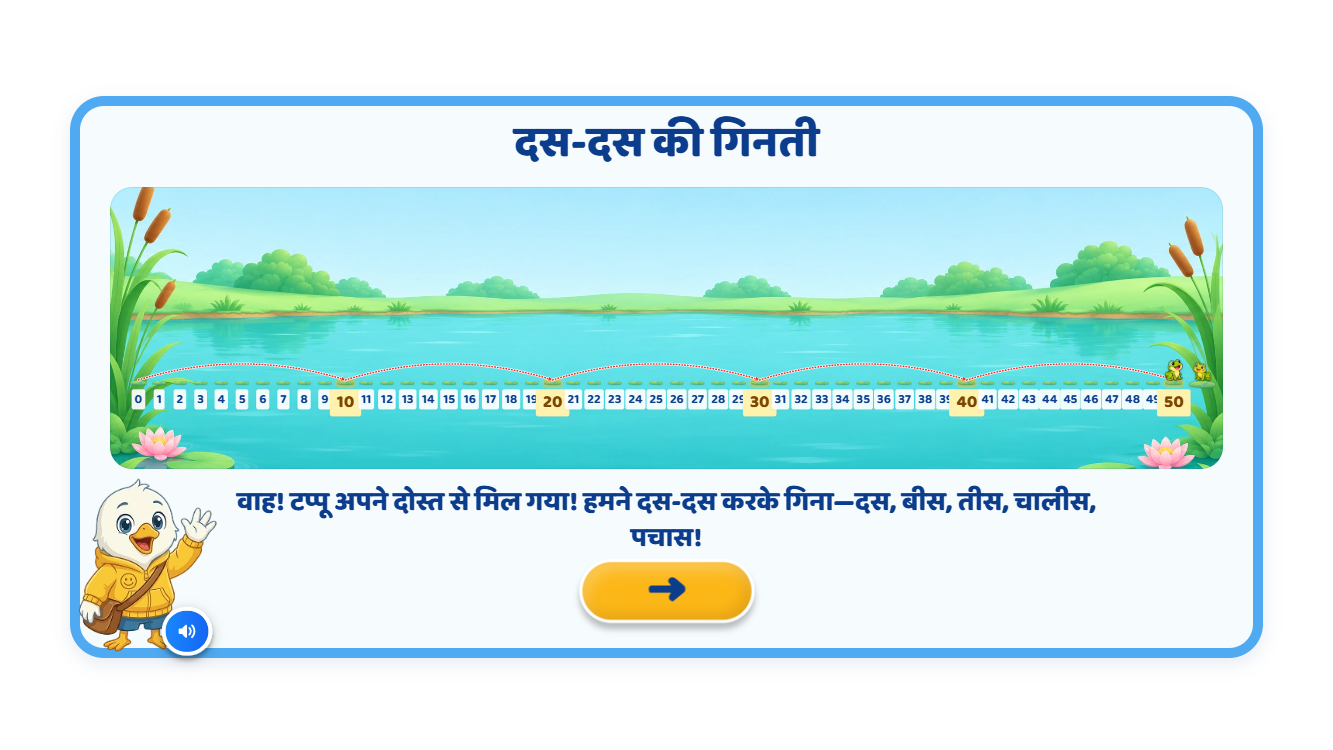 दस-दस की गिनती
0 1 2 3 4 5 6 7 8 9 10 11 12 13 14 15 16 17 18 19 20 21 22 23 24 25 26 27 28 29 30 31 32 33 34 35 36 37 38 39 40 41 42 43 44 45 46 47 48 49 50
वाह! टप्पू अपने दोस्त से मिल गया! हमने दस-दस करके गिना—दस, बीस, तीस, चालीस,
पचास!